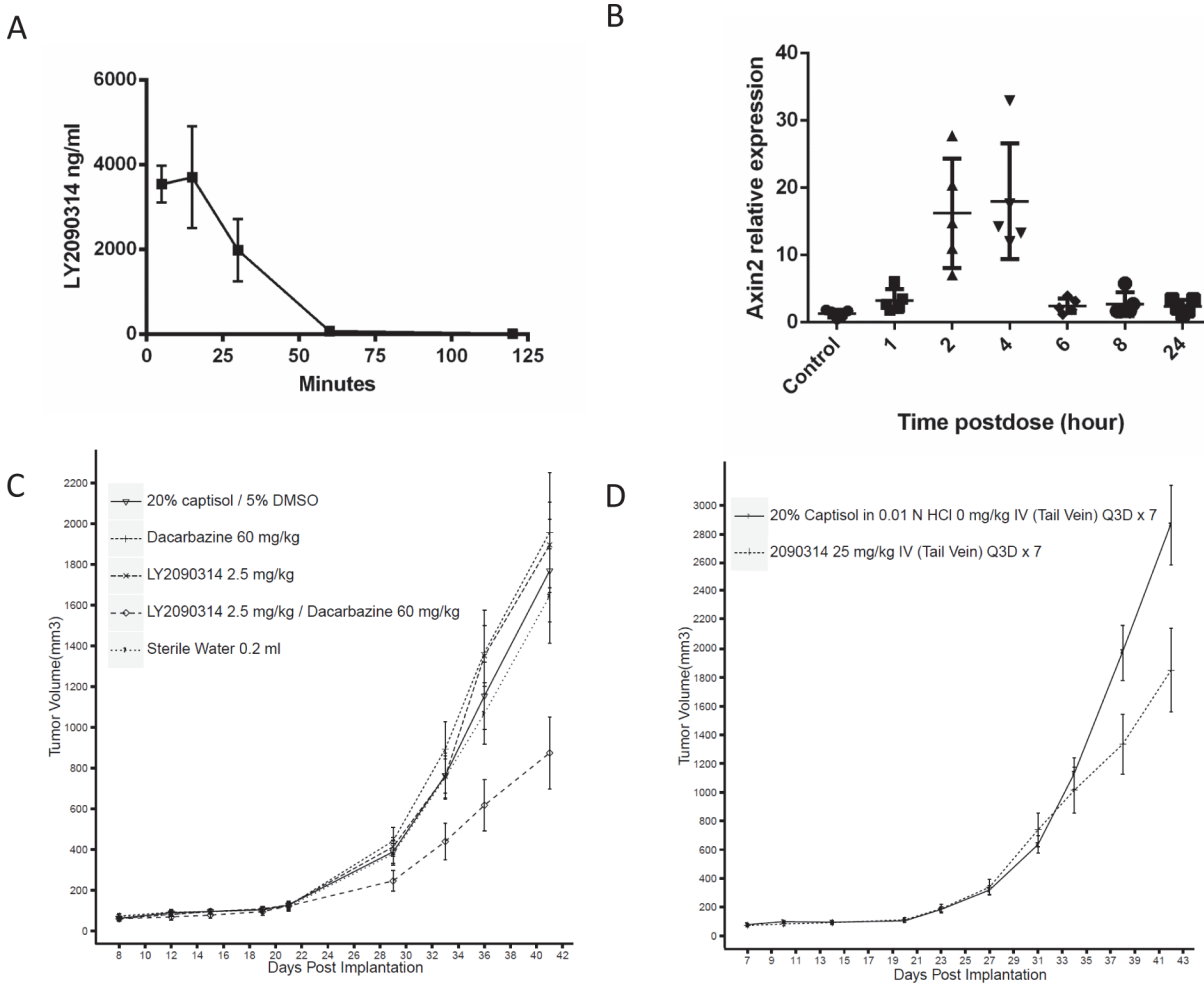 A
6000
4000
2000
0
LY2090314 ng/ml
0 25 50 75 100 125
Minutes
B
40
30
20
10
0
Axin2 relative expression
Control 1 2 4 6 8 24
Time postdose (hour)
C
2200
2000
1800
1600
1400
1200
1000
800
600
400
200
0
Tumor Volume(mm3)
20% captisol / 5% DMSO
Dacarbazine 60 mg/kg
LY2090314 2.5 mg/kg
LY2090314 2.5 mg/kg / Dacarbazine 60 mg/kg
Sterile Water 0.2 ml
8 10 12 14 16 18 20 22 24 26 28 30 32 34 36 38 40 42
Days Post Implantation
D
3000
2800
2600
2400
2200
2000
1800
1600
1400
1200
1000
800
600
400
200
0
Tumor Volume(mm3)
20% Captisol in 0.01 N HCl 0 mg/kg IV (Tail Vein) Q3D x 7
2090314 25 mg/kg IV (Tail Vein) Q3D x 7
7 9 11 13 15 17 19 21 23 25 27 29 31 33 35 37 39 41 43
Days Post Implantation